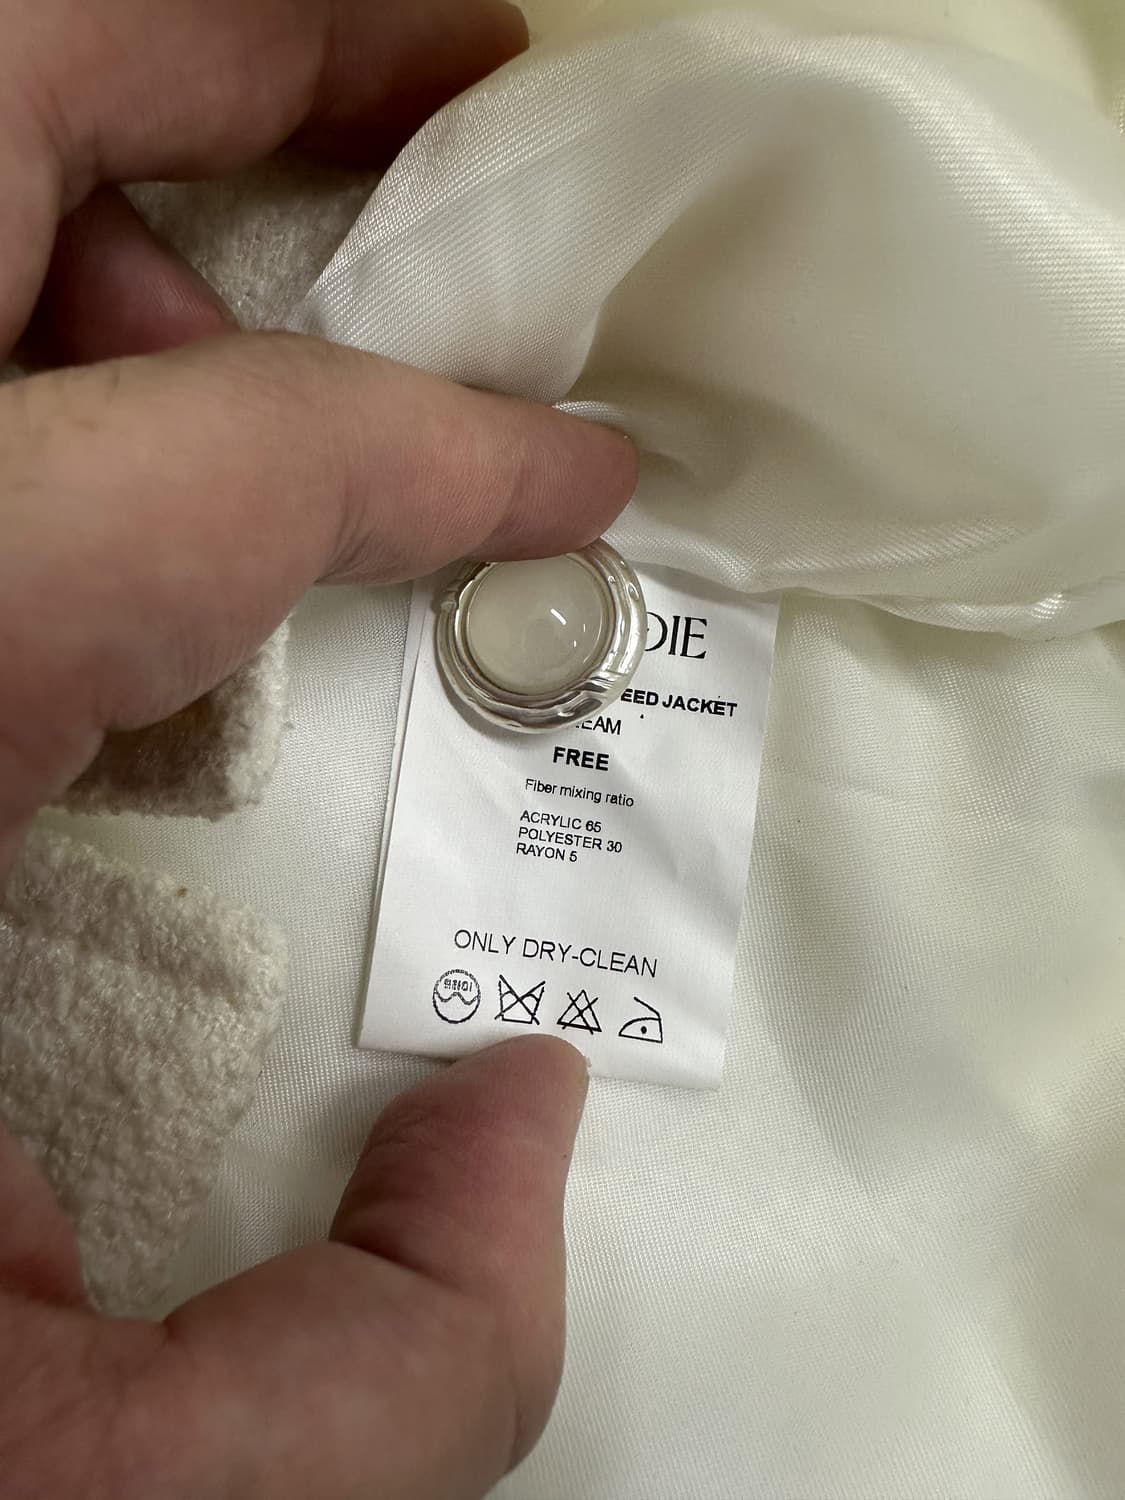 DIE
EED JACKET
EAM
FREE
Fiber mixing ratio
ACRYLIC 65
POLYESTER 30
RAYON 5
ONLY DRY-CLEAN